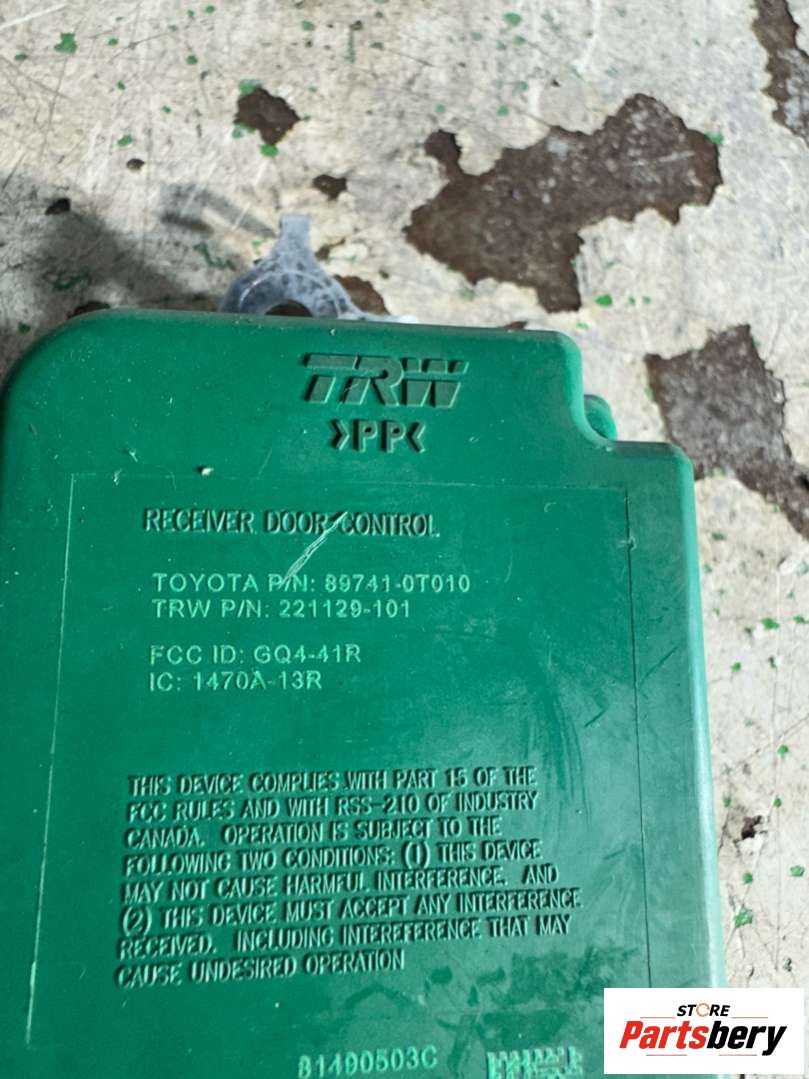 TRW
>PP<
RECEIVER DOOR CONTROL
TOYOTA P/N: 89741-0T010
TRW P/N: 221129-101
FCC ID: GQ4-41R
IC: 1470A-13R
THIS DEVICE COMPLIES WITH PART 15 OF THE
FCC RULES AND WITH RSS-210 OF INDUSTRY
CANADA. OPERATION IS SUBJECT TO THE
FOLLOWING TWO CONDITIONS: (1) THIS DEVICE
MAY NOT CAUSE HARMFUL INTERFERENCE. AND
(2) THIS DEVICE MUST ACCEPT ANY INTERFERENCE
RECEIVED. INCLUDING INTEREFERENCE THAT MAY
CAUSE UNDESIRED OPERATION
81490503C
STORE
Partsbery